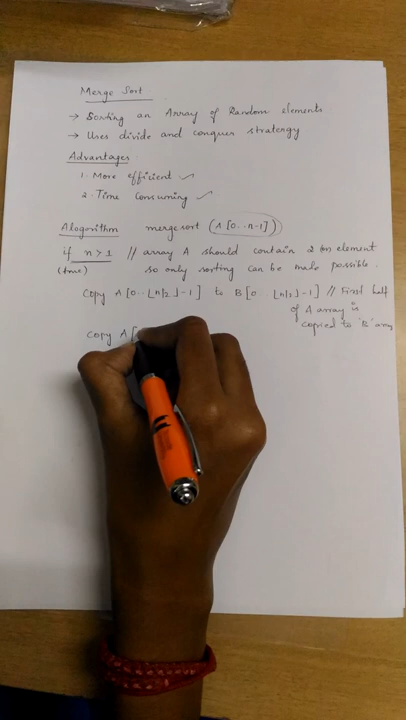 Merge Sort
→ Sorting an Array of Random elements
→ Uses divide and conquer stratergy
Advantages
1. More efficient ✓
2. Time Consuming ✓
Alogorithm mergesort (A[0..n-1])
if n>1 // array A should contain 2 element
(true) so only sorting can be made possible.
Copy A[0..⌊n/2⌋-1] to B[0..⌊n/2⌋-1] // First half
of A array is
copied to 'B' array
copy A[